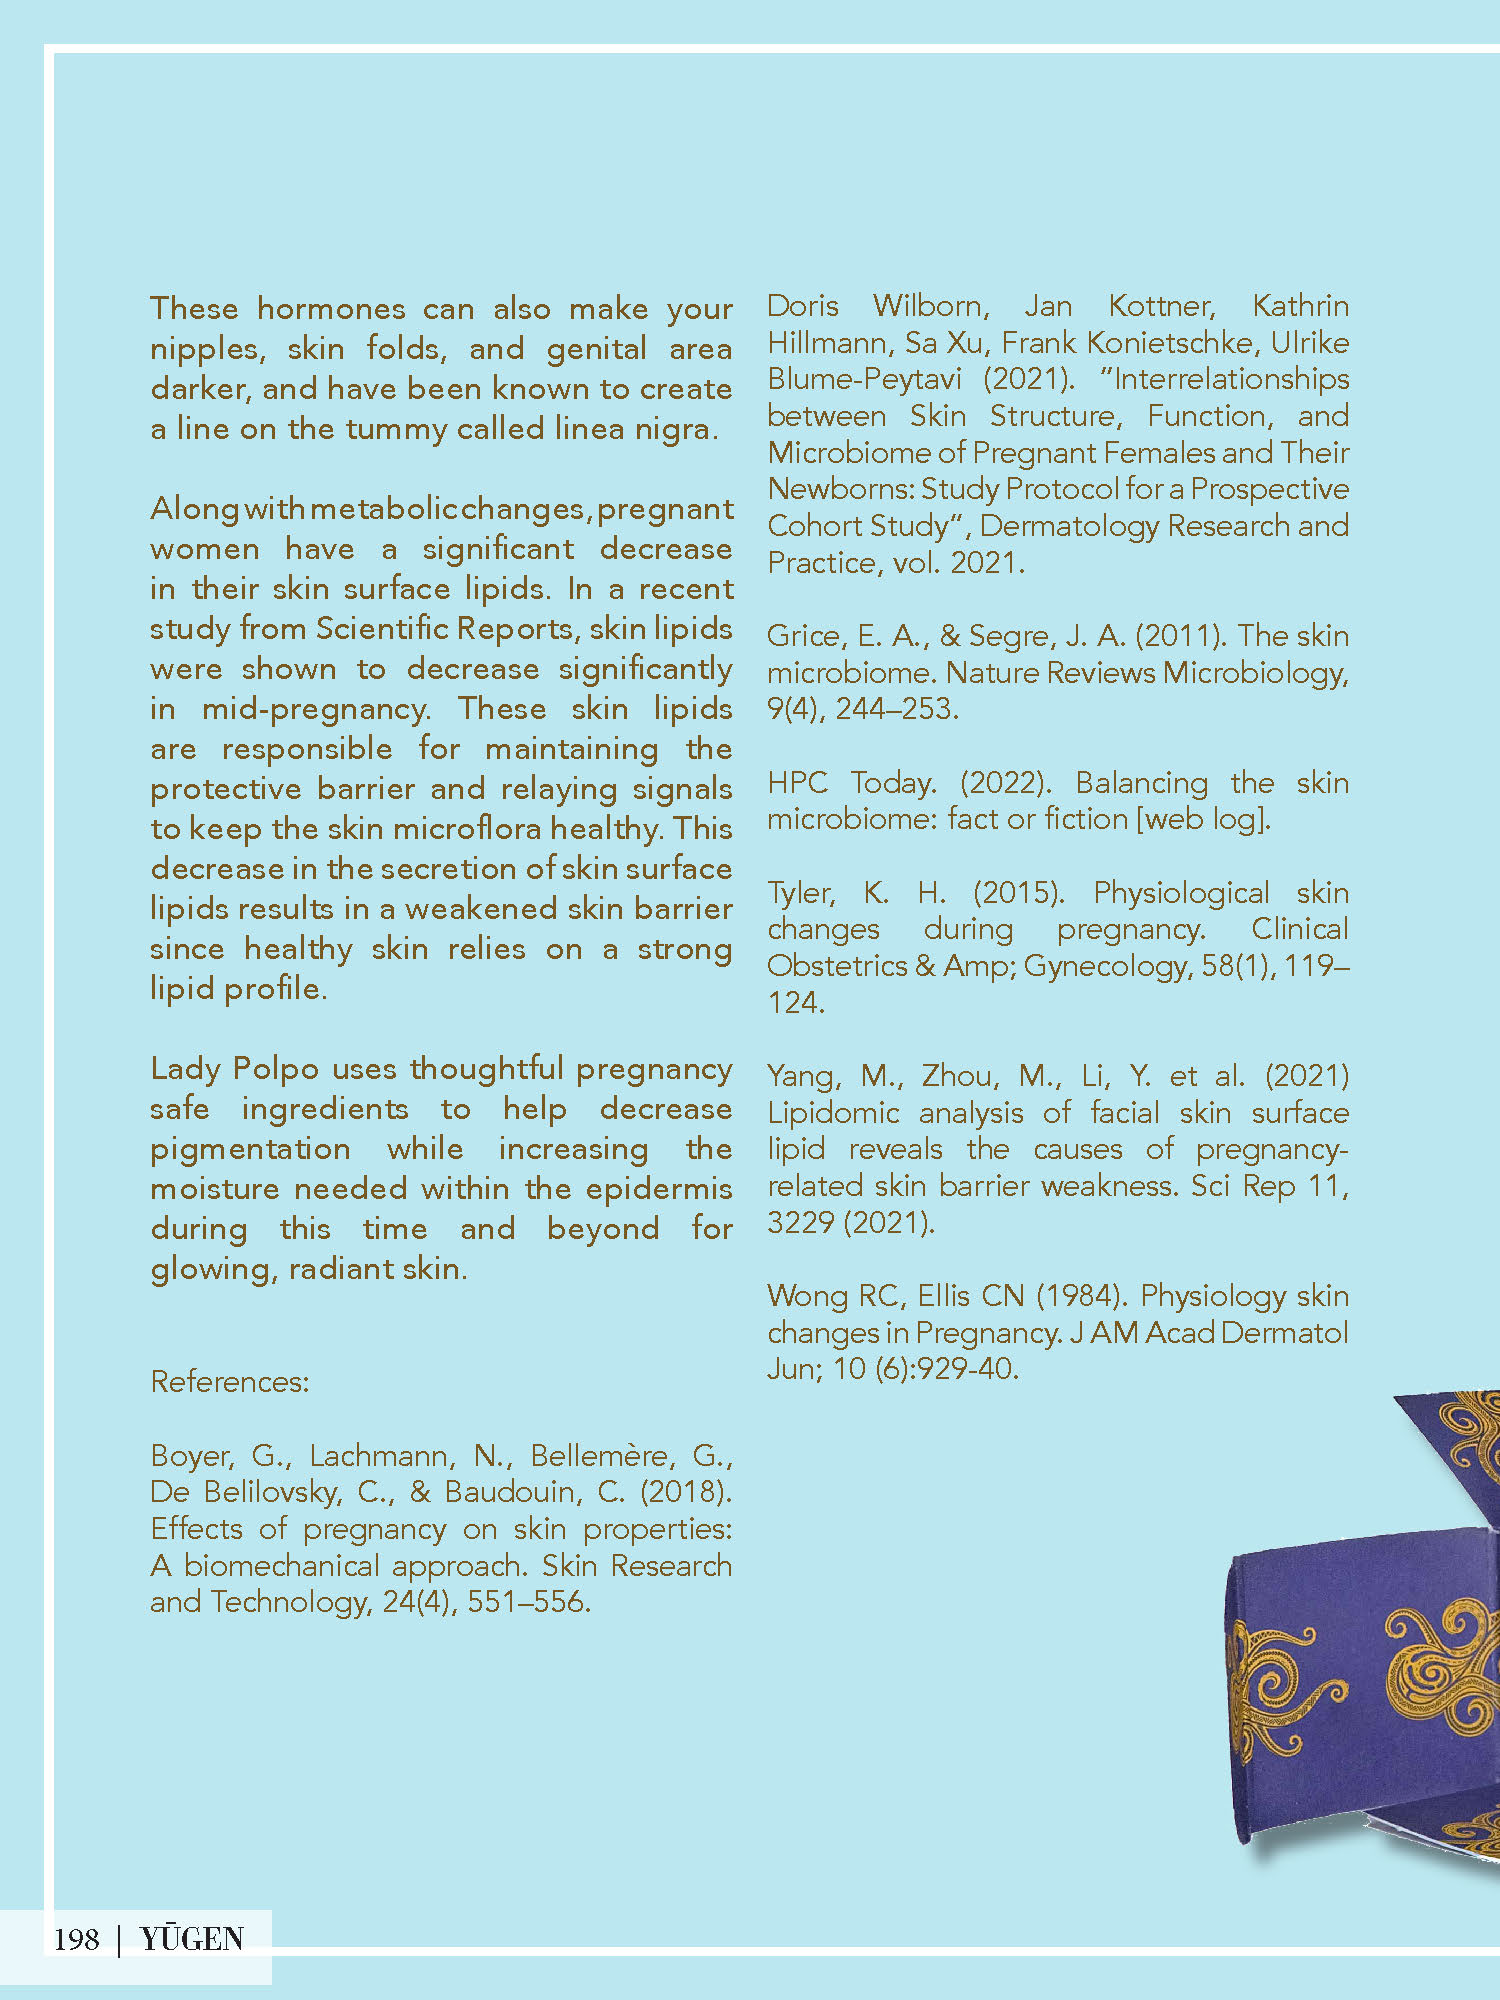 These hormones can also make your
nipples, skin folds, and genital area
darker, and have been known to create
a line on the tummy called linea nigra.
Along with metabolic changes, pregnant
women have a significant decrease
in their skin surface lipids. In a recent
study from Scientific Reports, skin lipids
were shown to decrease significantly
in mid-pregnancy. These skin lipids
are responsible for maintaining the
protective barrier and relaying signals
to keep the skin microflora healthy. This
decrease in the secretion of skin surface
lipids results in a weakened skin barrier
since healthy skin relies on a strong
lipid profile.
Lady Polpo uses thoughtful pregnancy
safe ingredients to help decrease
pigmentation while increasing the
moisture needed within the epidermis
during this time and beyond for
glowing, radiant skin.
References:
Boyer, G., Lachmann, N., Bellemère, G.,
De Belilovsky, C., & Baudouin, C. (2018).
Effects of pregnancy on skin properties:
A biomechanical approach. Skin Research
and Technology, 24(4), 551–556.
Doris Wilborn, Jan Kottner, Kathrin
Hillmann, Sa Xu, Frank Konietschke, Ulrike
Blume-Peytavi (2021). "Interrelationships
between Skin Structure, Function, and
Microbiome of Pregnant Females and Their
Newborns: Study Protocol for a Prospective
Cohort Study", Dermatology Research and
Practice, vol. 2021.
Grice, E. A., & Segre, J. A. (2011). The skin
microbiome. Nature Reviews Microbiology,
9(4), 244–253.
HPC Today. (2022). Balancing the skin
microbiome: fact or fiction [web log].
Tyler, K. H. (2015). Physiological skin
changes during pregnancy. Clinical
Obstetrics & Amp; Gynecology, 58(1), 119–
124.
Yang, M., Zhou, M., Li, Y. et al. (2021)
Lipidomic analysis of facial skin surface
lipid reveals the causes of pregnancy-
related skin barrier weakness. Sci Rep 11,
3229 (2021).
Wong RC, Ellis CN (1984). Physiology skin
changes in Pregnancy. J AM Acad Dermatol
Jun; 10 (6):929-40.
198 | YŪGEN